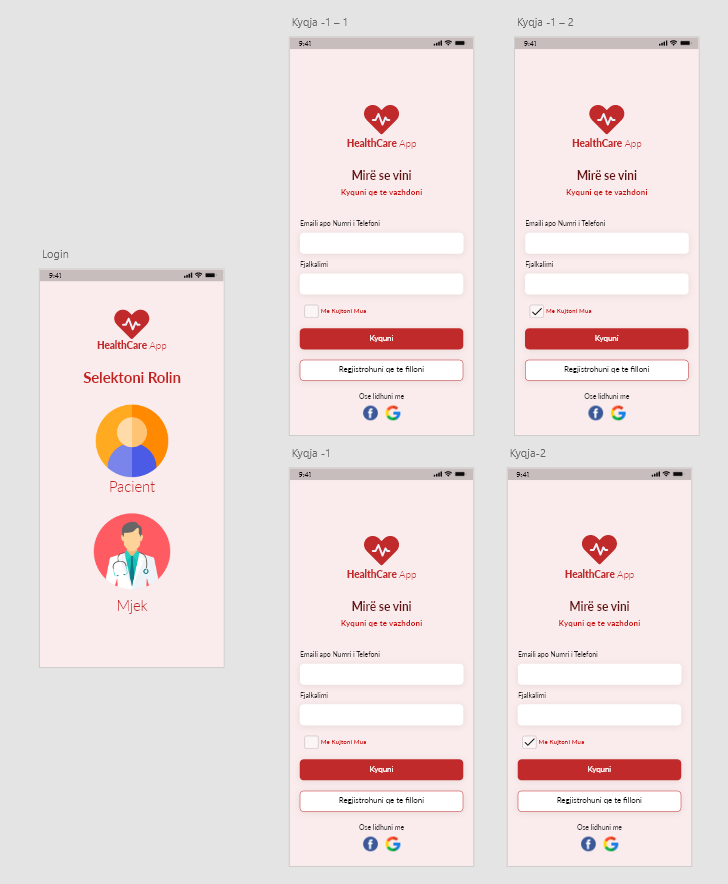 Kyqja -1 – 1
9:41
HealthCare App
Mirë se vini
Kyquni qe te vazhdoni
Emaili apo Numri i Telefoni
Fjalkalimi
Me Kujtoni Mua
Kyquni
Regjistrohuni qe te filloni
Ose lidhuni me
Kyqja -1 – 2
9:41
HealthCare App
Mirë se vini
Kyquni qe te vazhdoni
Emaili apo Numri i Telefoni
Fjalkalimi
Me Kujtoni Mua
Kyquni
Regjistrohuni qe te filloni
Ose lidhuni me
Login
9:41
HealthCare App
Selektoni Rolin
Pacient
Mjek
Kyqja -1
9:41
HealthCare App
Mirë se vini
Kyquni qe te vazhdoni
Emaili apo Numri i Telefoni
Fjalkalimi
Me Kujtoni Mua
Kyquni
Regjistrohuni qe te filloni
Ose lidhuni me
Kyqja-2
9:41
HealthCare App
Mirë se vini
Kyquni qe te vazhdoni
Emaili apo Numri i Telefoni
Fjalkalimi
Me Kujtoni Mua
Kyquni
Regjistrohuni qe te filloni
Ose lidhuni me